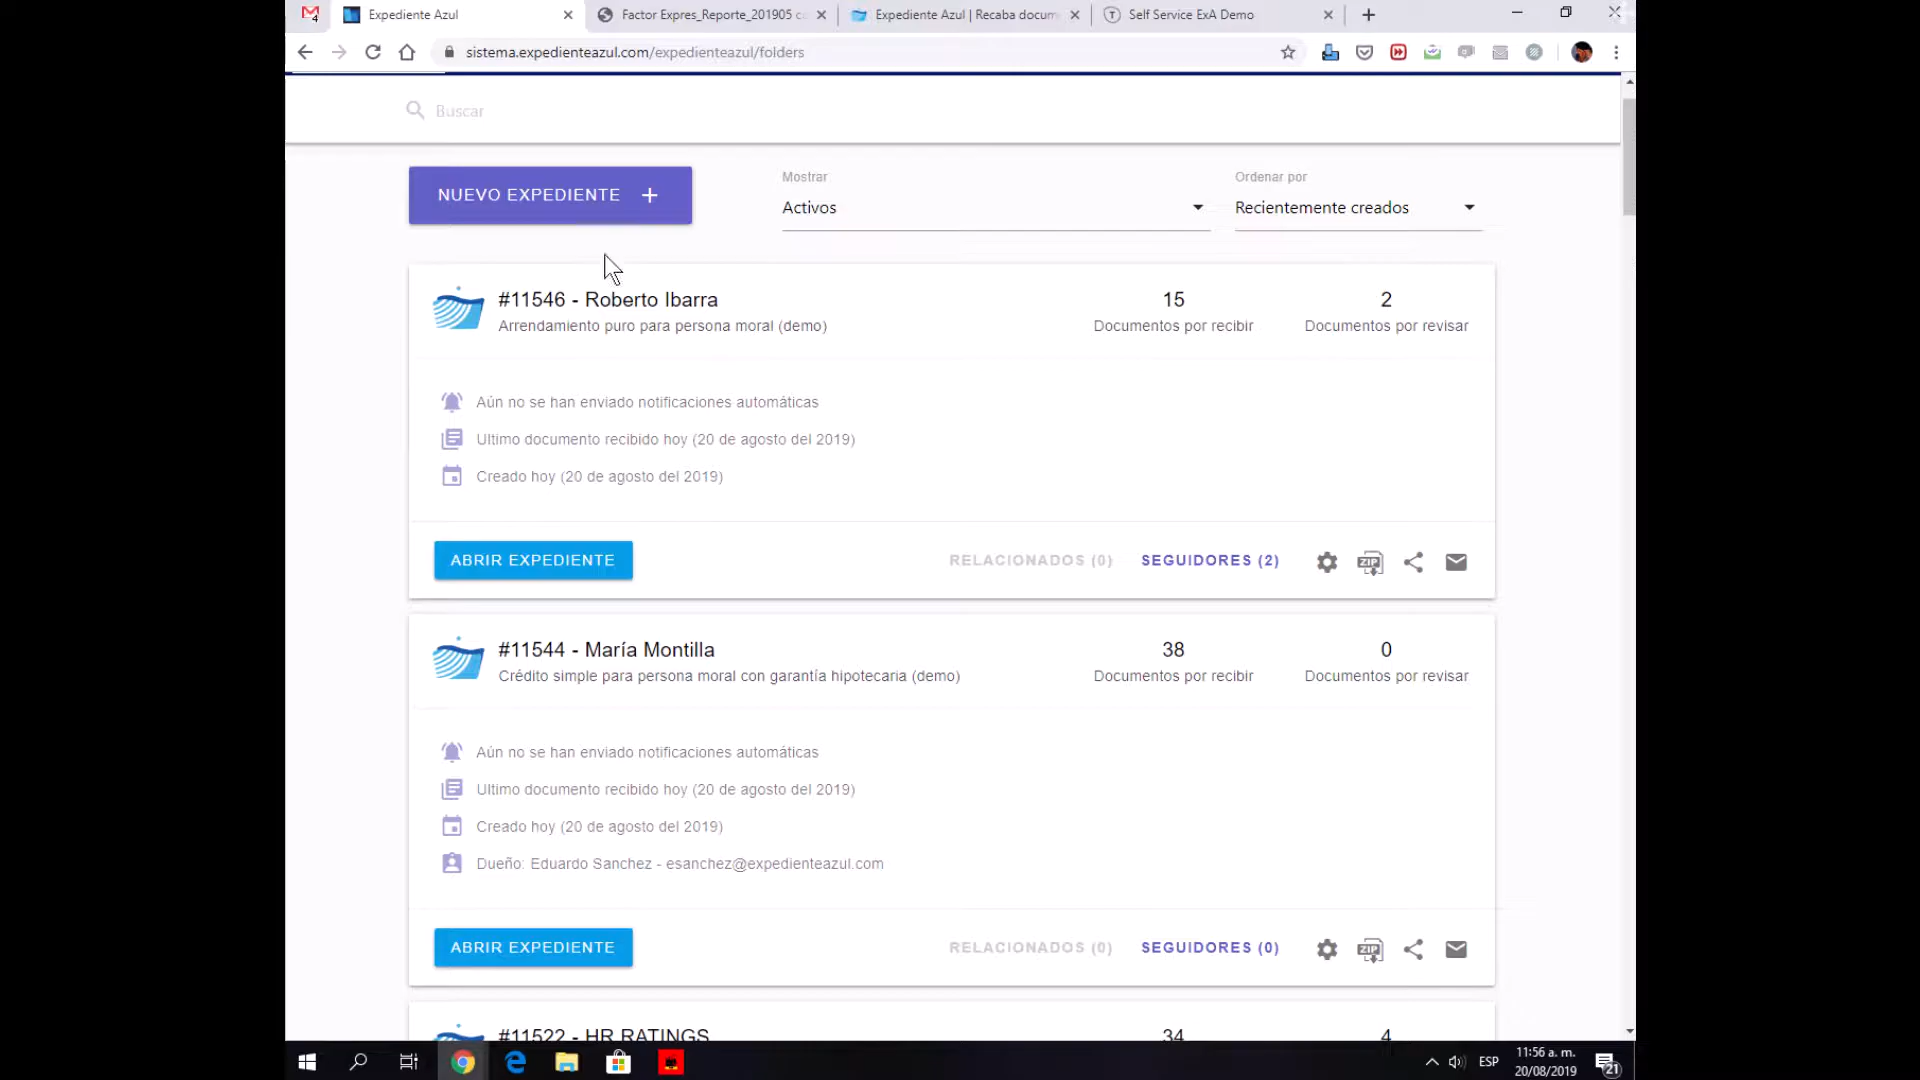 Expediente Azul
Factor Expres_Reporte_201905 c
Expediente Azul | Recaba docum
Self Service ExA Demo
sistema.expedienteazul.com/expedienteazul/folders
Buscar
NUEVO EXPEDIENTE +
Mostrar
Activos
Ordenar por
Recientemente creados
#11546 - Roberto Ibarra
Arrendamiento puro para persona moral (demo)
15
Documentos por recibir
2
Documentos por revisar
Aún no se han enviado notificaciones automáticas
Ultimo documento recibido hoy (20 de agosto del 2019)
Creado hoy (20 de agosto del 2019)
ABRIR EXPEDIENTE
RELACIONADOS (0)
SEGUIDORES (2)
ZIP
#11544 - María Montilla
Crédito simple para persona moral con garantía hipotecaria (demo)
38
Documentos por recibir
0
Documentos por revisar
Aún no se han enviado notificaciones automáticas
Ultimo documento recibido hoy (20 de agosto del 2019)
Creado hoy (20 de agosto del 2019)
Dueño: Eduardo Sanchez - esanchez@expedienteazul.com
ABRIR EXPEDIENTE
RELACIONADOS (0)
SEGUIDORES (0)
ZIP
#11522 - HR RATINGS
34
4
ESP
11:56 a. m.
20/08/2019
21